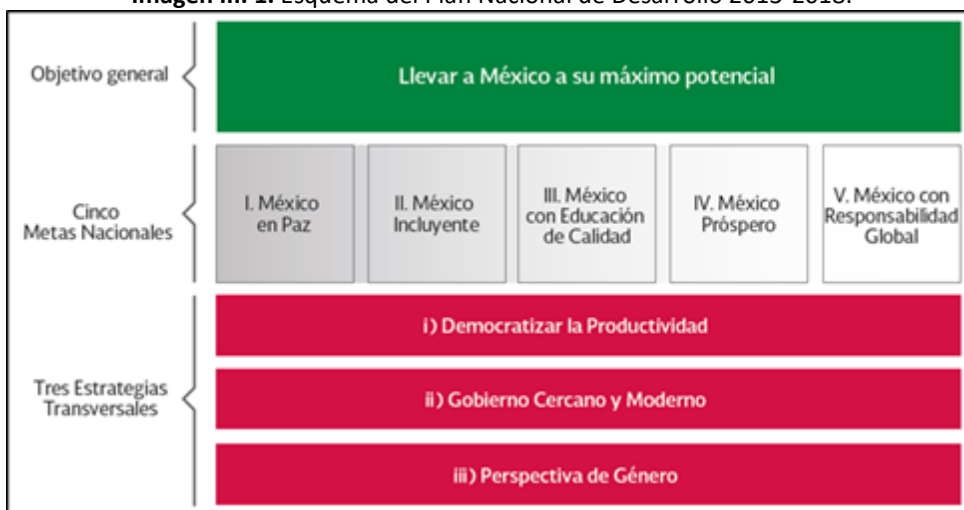 Imagen III. 1. Esquema del Plan Nacional de Desarrollo 2013-2018.
Objetivo general
Llevar a México a su máximo potencial
Cinco
Metas Nacionales
I. México
en Paz
II. México
Incluyente
III. México
con Educación
de Calidad
IV. México
Próspero
V. México con
Responsabilidad
Global
Tres Estrategias
Transversales
i) Democratizar la Productividad
ii) Gobierno Cercano y Moderno
iii) Perspectiva de Género